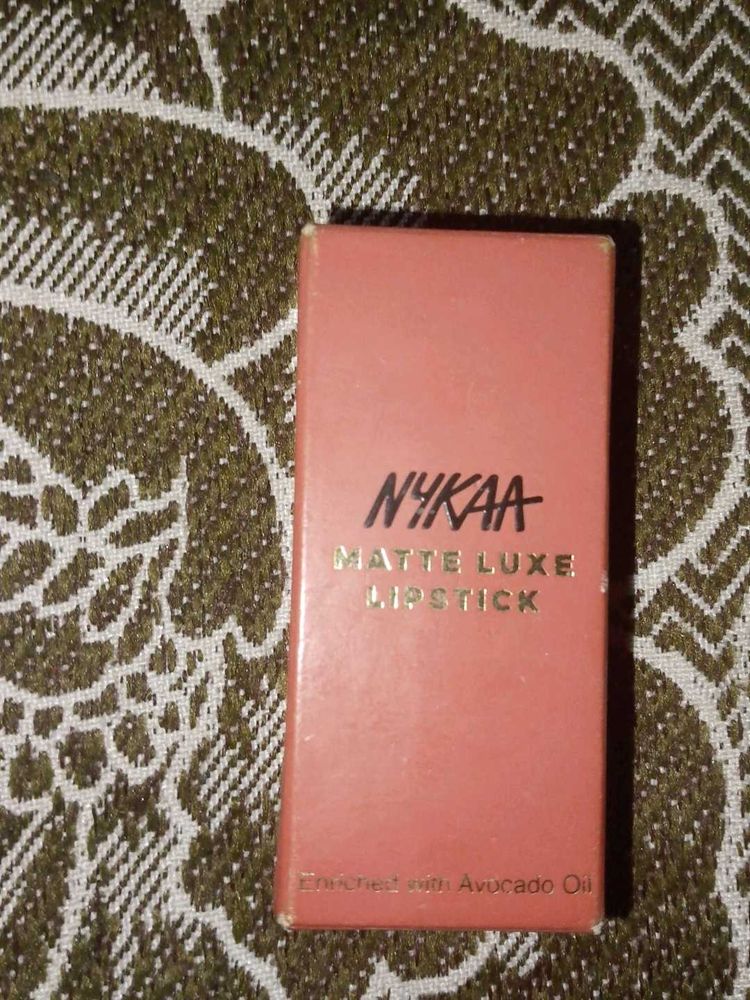 NYKAA
MATTE LUXE
LIPSTICK
Enriched with Avocado Oil